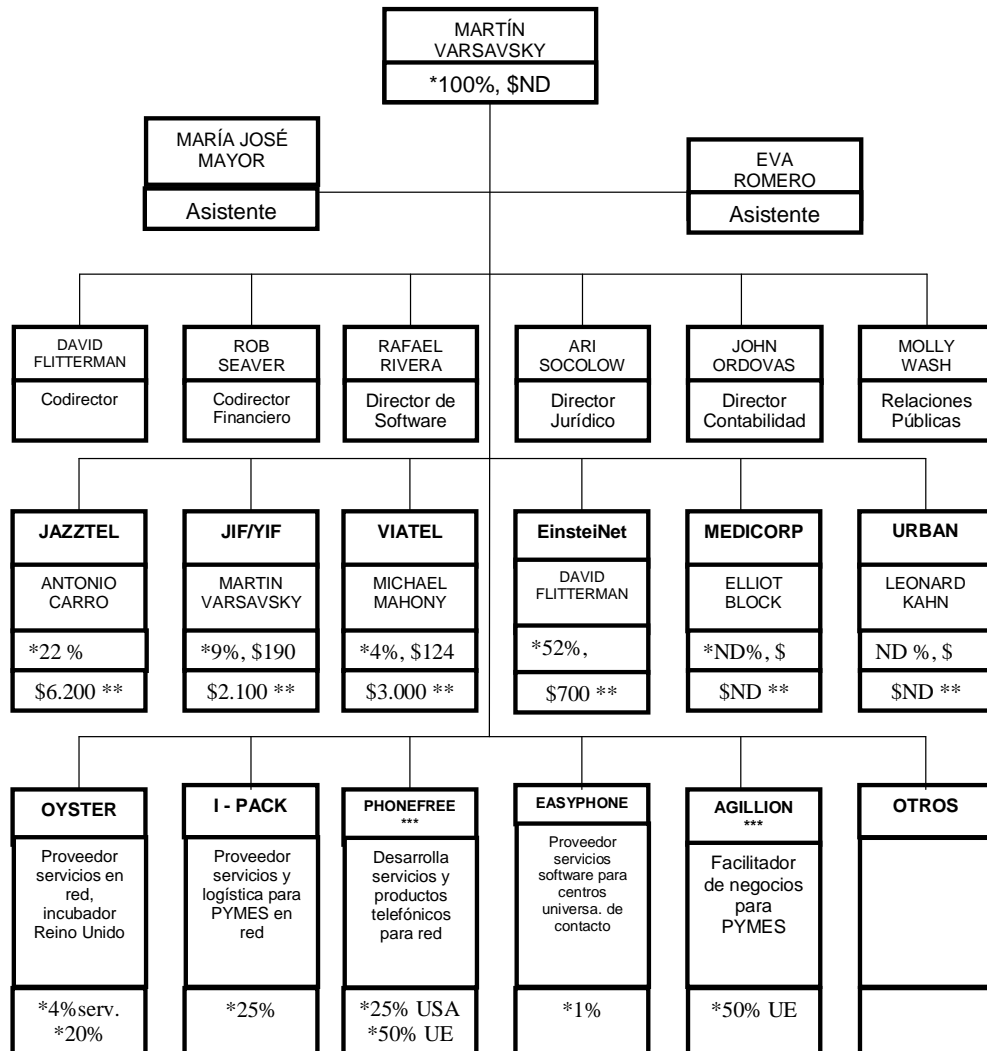 MARTÍN
VARSAVSKY
*100%, $ND
MARÍA JOSÉ
MAYOR
Asistente
EVA
ROMERO
Asistente
DAVID
FLITTERMAN
Codirector
ROB
SEAVER
Codirector
Financiero
RAFAEL
RIVERA
Director de
Software
ARI
SOCOLOW
Director
Jurídico
JOHN
ORDOVAS
Director
Contabilidad
MOLLY
WASH
Relaciones
Públicas
JAZZTEL
ANTONIO
CARRO
*22 %
$6.200 **
JIF/YIF
MARTIN
VARSAVSKY
*9%, $190
$2.100 **
VIATEL
MICHAEL
MAHONY
*4%, $124
$3.000 **
EinsteiNet
DAVID
FLITTERMAN
*52%,
$700 **
MEDICORP
ELLIOT
BLOCK
*ND%, $
$ND **
URBAN
LEONARD
KAHN
ND %, $
$ND **
OYSTER
Proveedor
servicios en
red,
incubador
Reino Unido
*4%serv.
*20%
I - PACK
Proveedor
servicios y
logística para
PYMES en
red
*25%
PHONEFREE
***
Desarrolla
servicios y
productos
telefónicos
para red
*25% USA
*50% UE
EASYPHONE
Proveedor
servicios
software para
centros
universa. de
contacto
*1%
AGILLION
***
Facilitador
de negocios
para
PYMES
*50% UE
OTROS